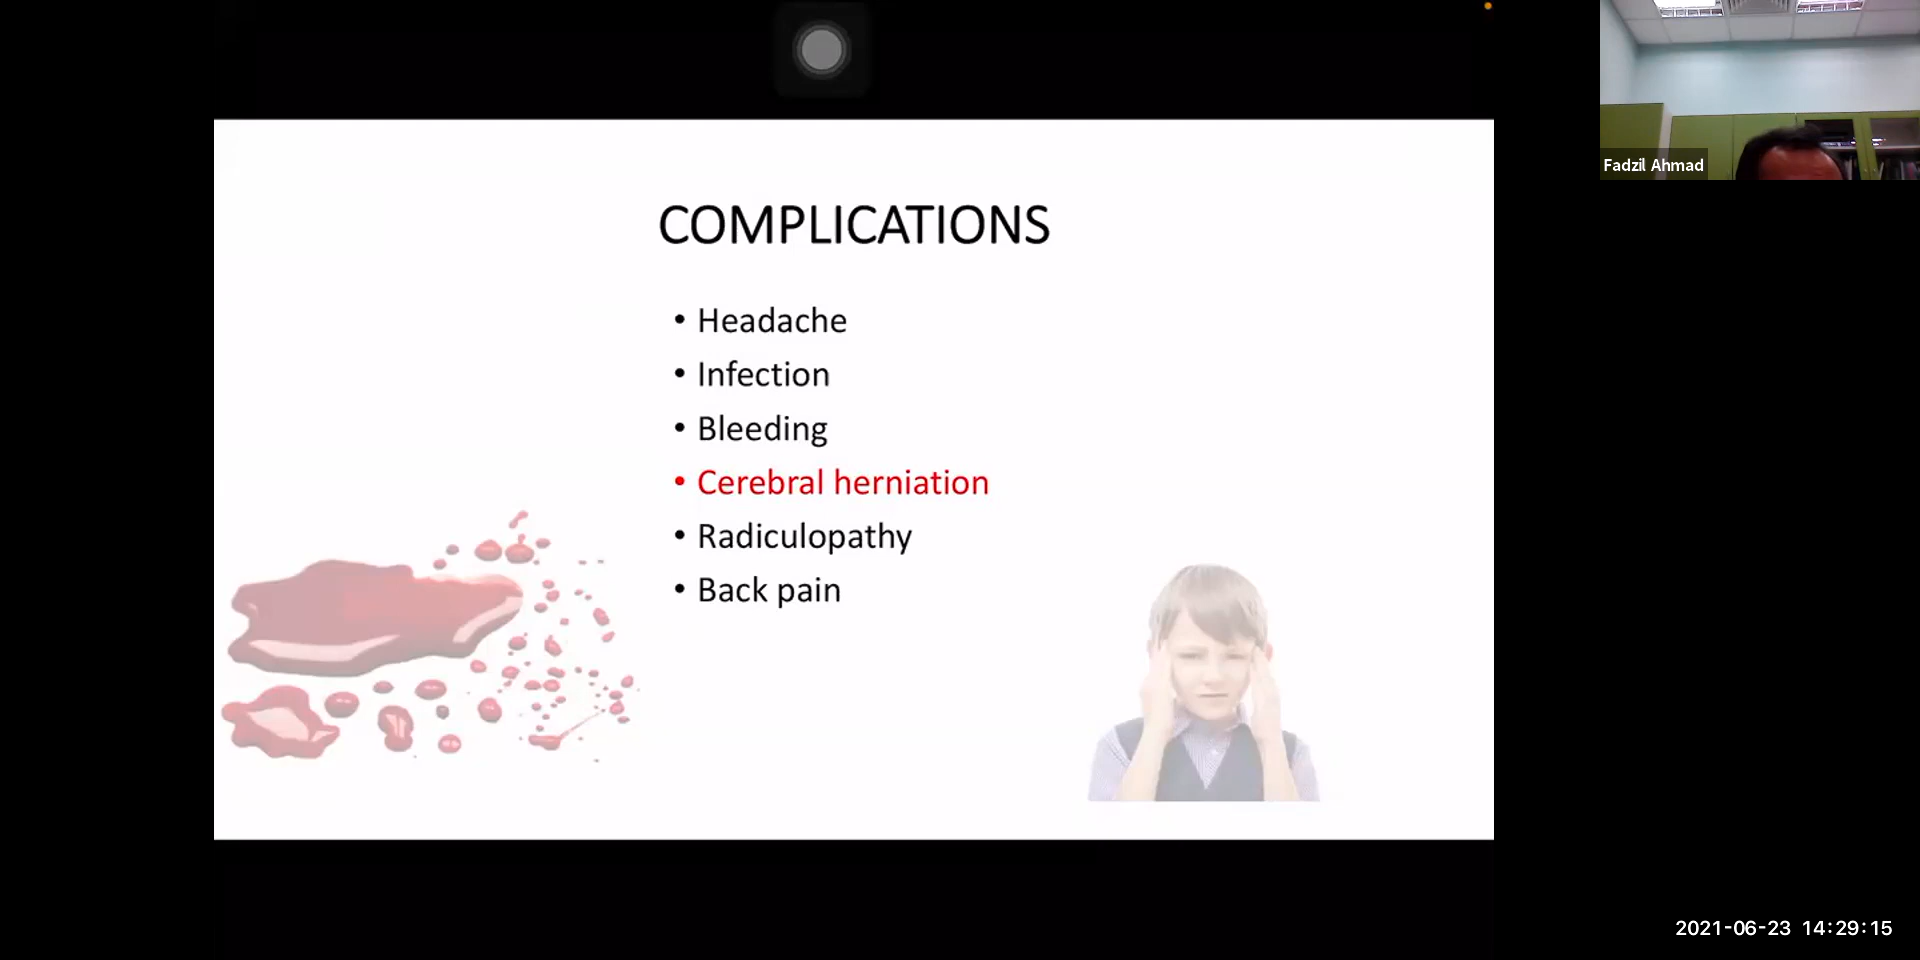 Fadzil Ahmad
COMPLICATIONS
• Headache
• Infection
• Bleeding
• Cerebral herniation
• Radiculopathy
• Back pain
2021-06-23 14:29:15